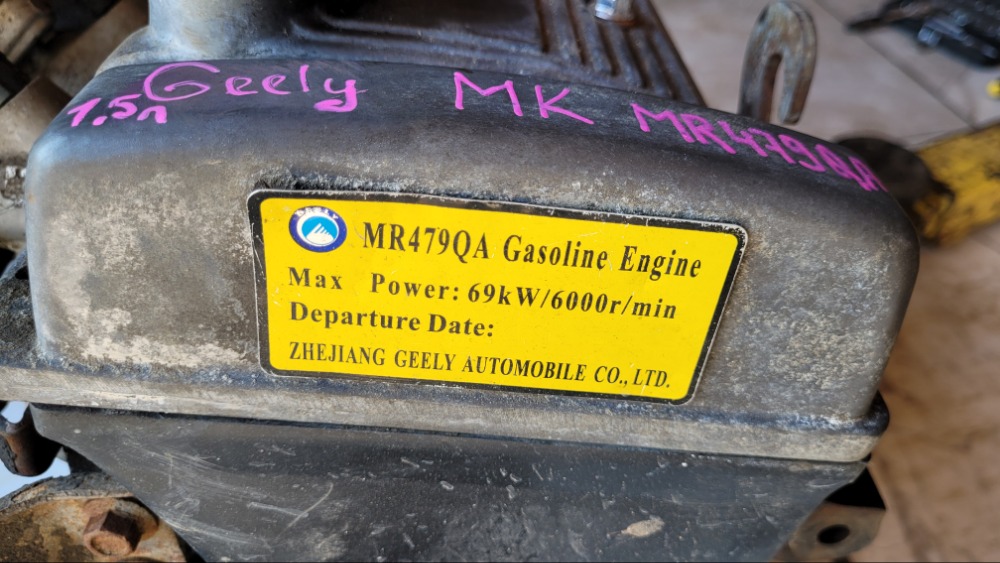 Geely MK MR479QA
1.5л
GEELY
MR479QA Gasoline Engine
Max Power: 69kW/6000r/min
Departure Date:
ZHEJIANG GEELY AUTOMOBILE CO., LTD.